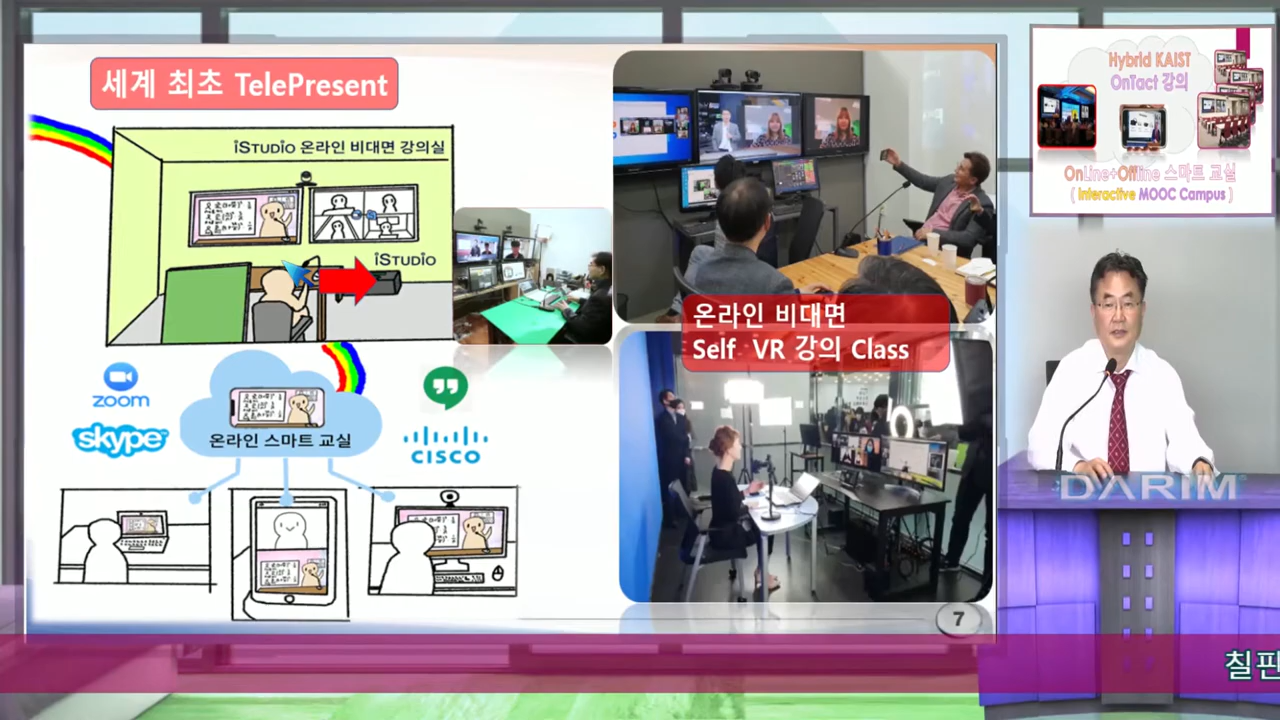 세계 최초 TelePresent
iSTUDiO 온라인 비대면 강의실
iSTUDiO
zoom
skype
온라인 스마트 교실
CISCO
온라인 비대면
Self VR 강의 Class
7
Hybrid KAIST
OnTact 강의
OnLine+Offline 스마트 교실
( Interactive MOOC Campus )
DARIM
칠판